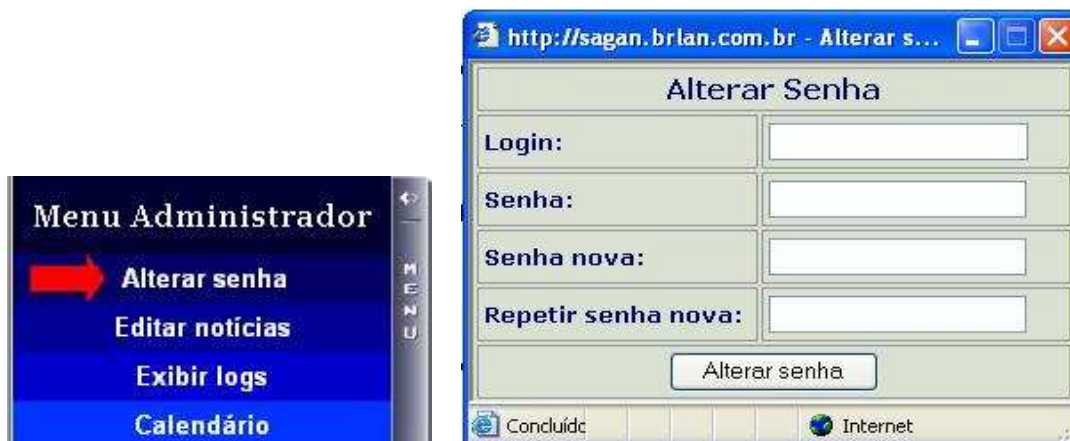 Menu Administrador
Alterar senha
Editar notícias
Exibir logs
Calendário
MENU
http://sagan.brlan.com.br - Alterar s...
Alterar Senha
Login:
Senha:
Senha nova:
Repetir senha nova:
Alterar senha
Concluído
Internet